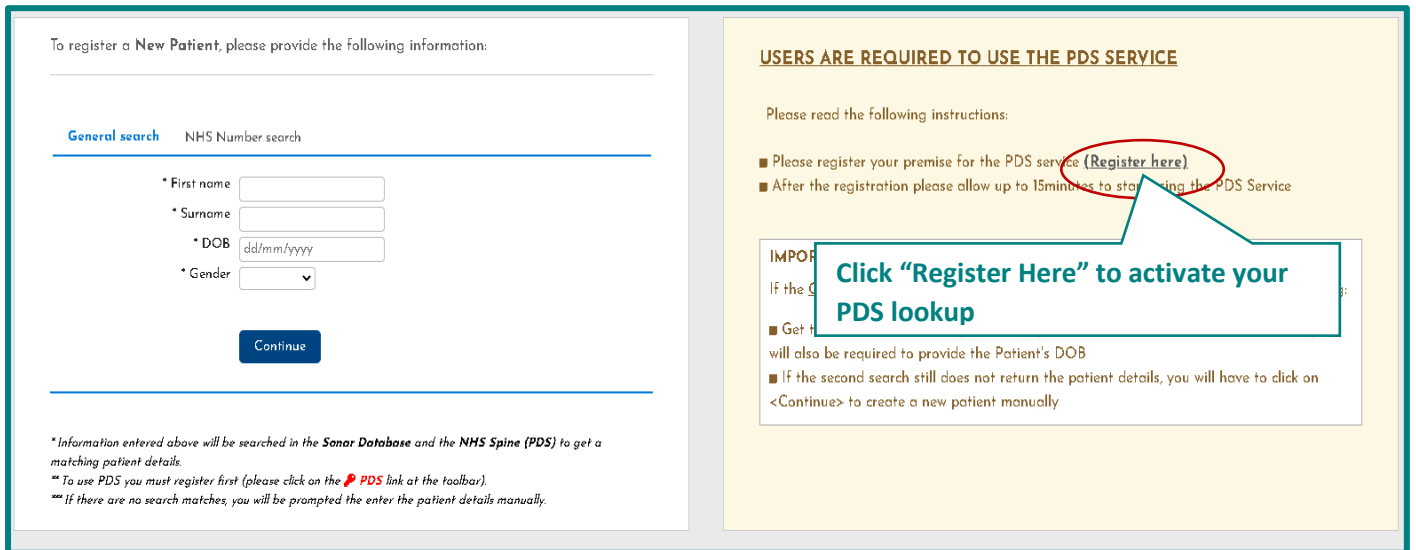 To register a New Patient, please provide the following information:
General search NHS Number search
* First name
* Surname
* DOB dd/mm/yyyy
* Gender
Continue
* Information entered above will be searched in the Sonar Database and the NHS Spine (PDS) to get a
matching patient details.
** To use PDS you must register first (please click on the PDS link at the toolbar).
*** If there are no search matches, you will be prompted the enter the patient details manually.
USERS ARE REQUIRED TO USE THE PDS SERVICE
Please read the following instructions:
■ Please register your premise for the PDS service (Register here)
■ After the registration please allow up to 15minutes to start using the PDS Service
If the
Click “Register Here” to activate your
PDS lookup
■ Get
will also be required to provide the Patient's DOB
■ If the second search still does not return the patient details, you will have to click on
<Continue> to create a new patient manually